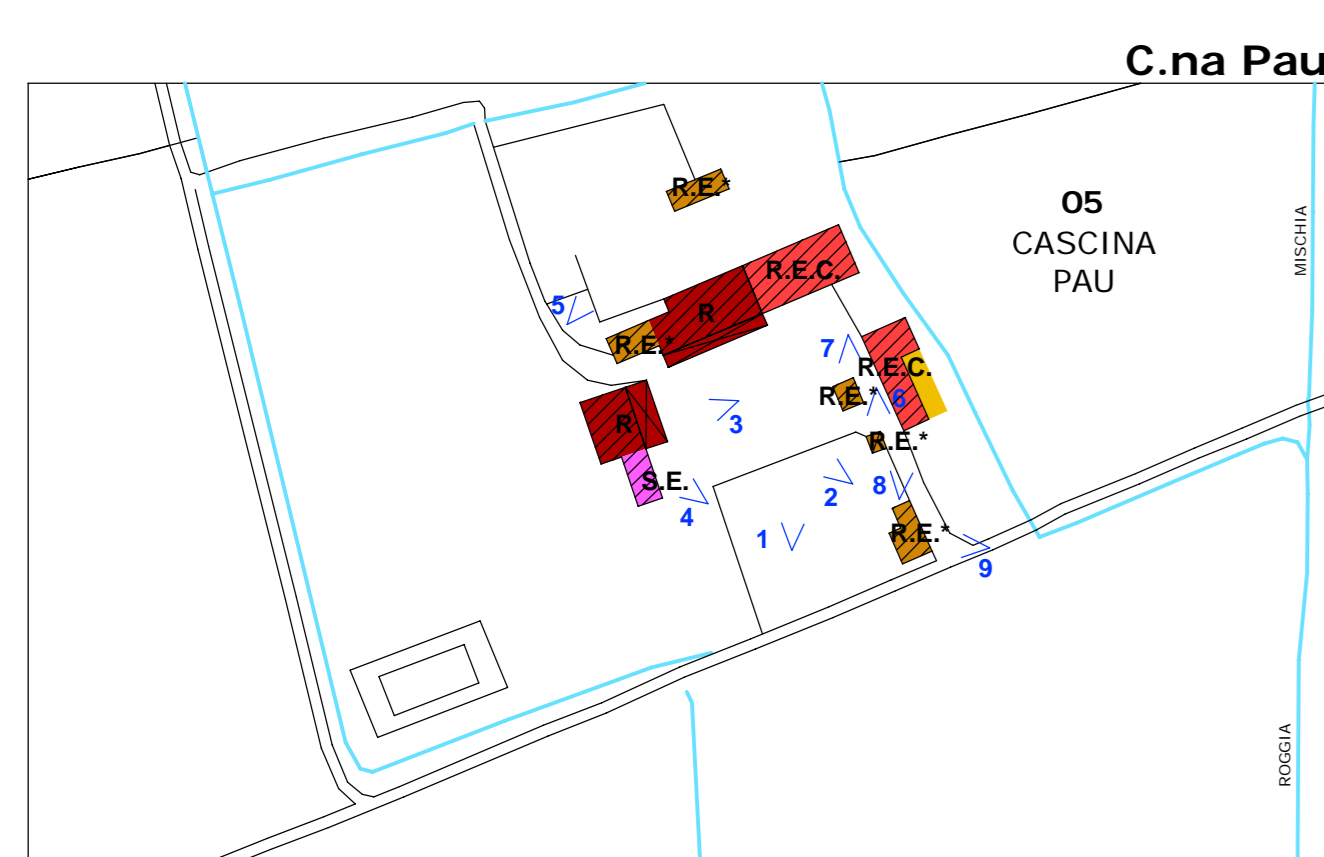 C.na Pau
R.E.*
05
CASCINA
PAU
MISCHIA
R.E.C.
5
R
R.E.*
7
R.E.C.
R.E.*
6
3
R
R.E.*
S.E.
2
8
4
1
R.E.*
9
ROGGIA